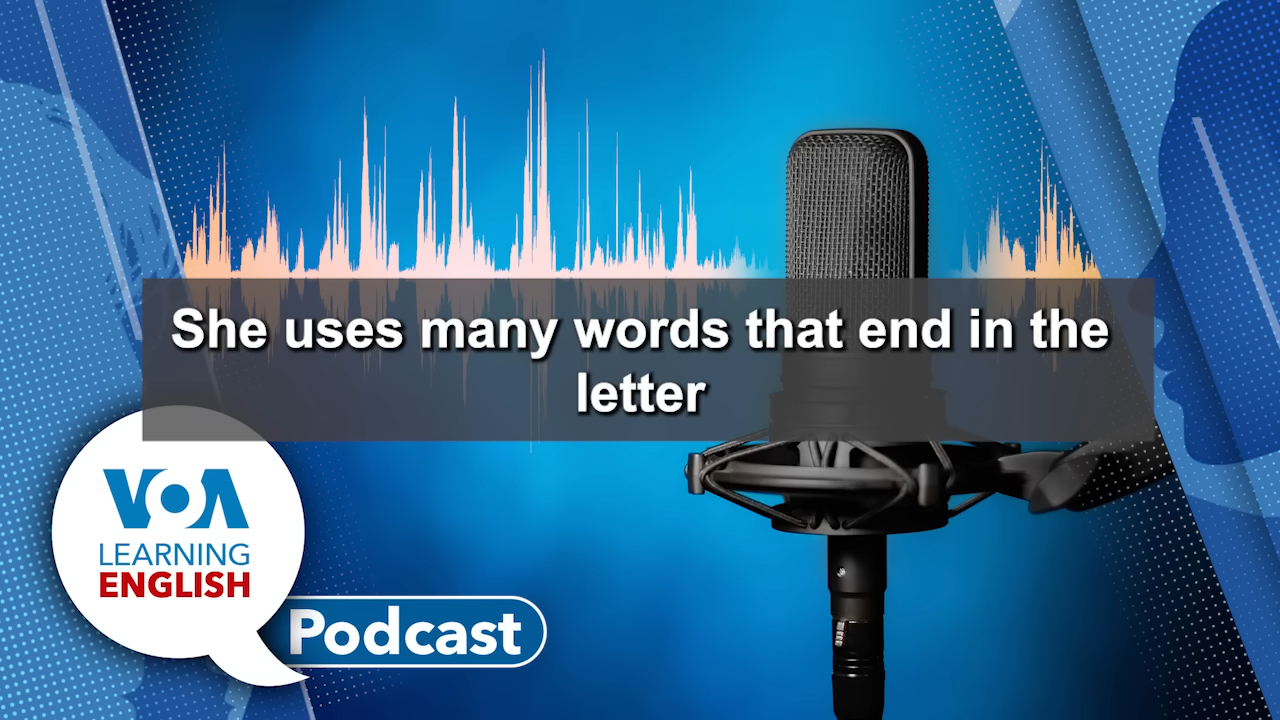 She uses many words that end in the
letter
VOA
LEARNING
ENGLISH
Podcast